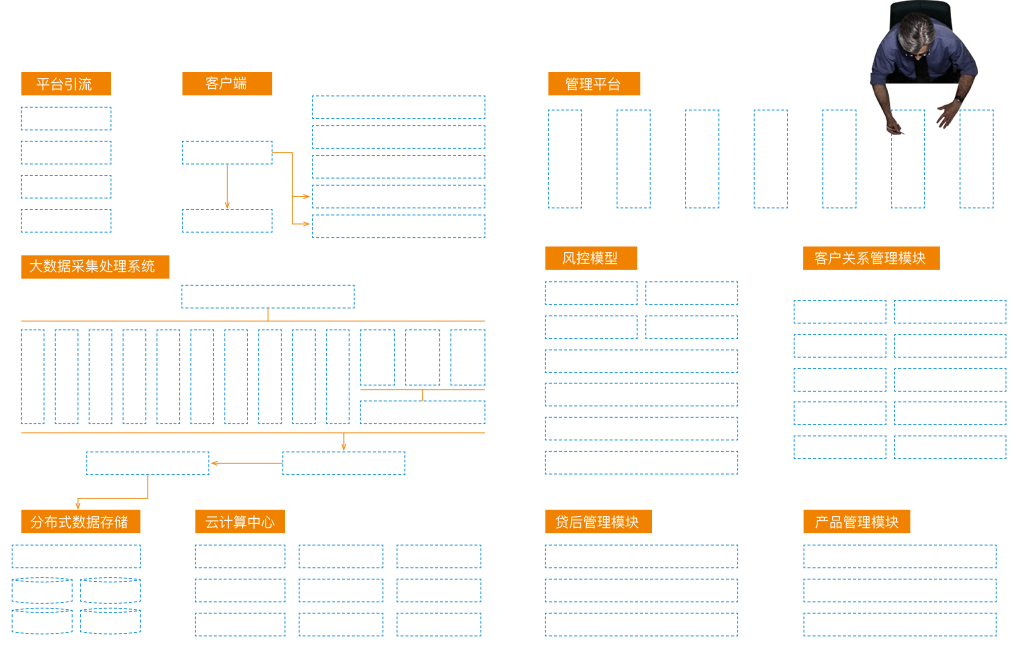 平台引流
客户端
管理平台
大数据采集处理系统
风控模型
客户关系管理模块
分布式数据存储
云计算中心
贷后管理模块
产品管理模块